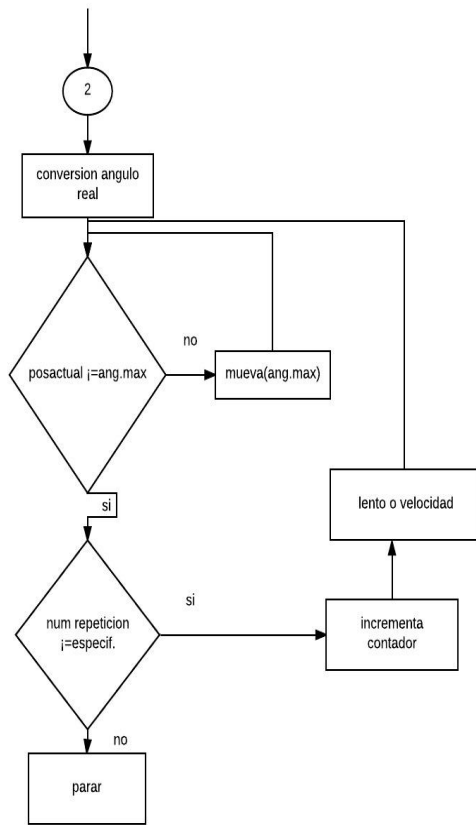 2
conversion angulo
real
posactual ¡=ang.max
no
mueva(ang.max)
si
lento o velocidad
num repeticion
¡=especif.
si
incrementa
contador
no
parar